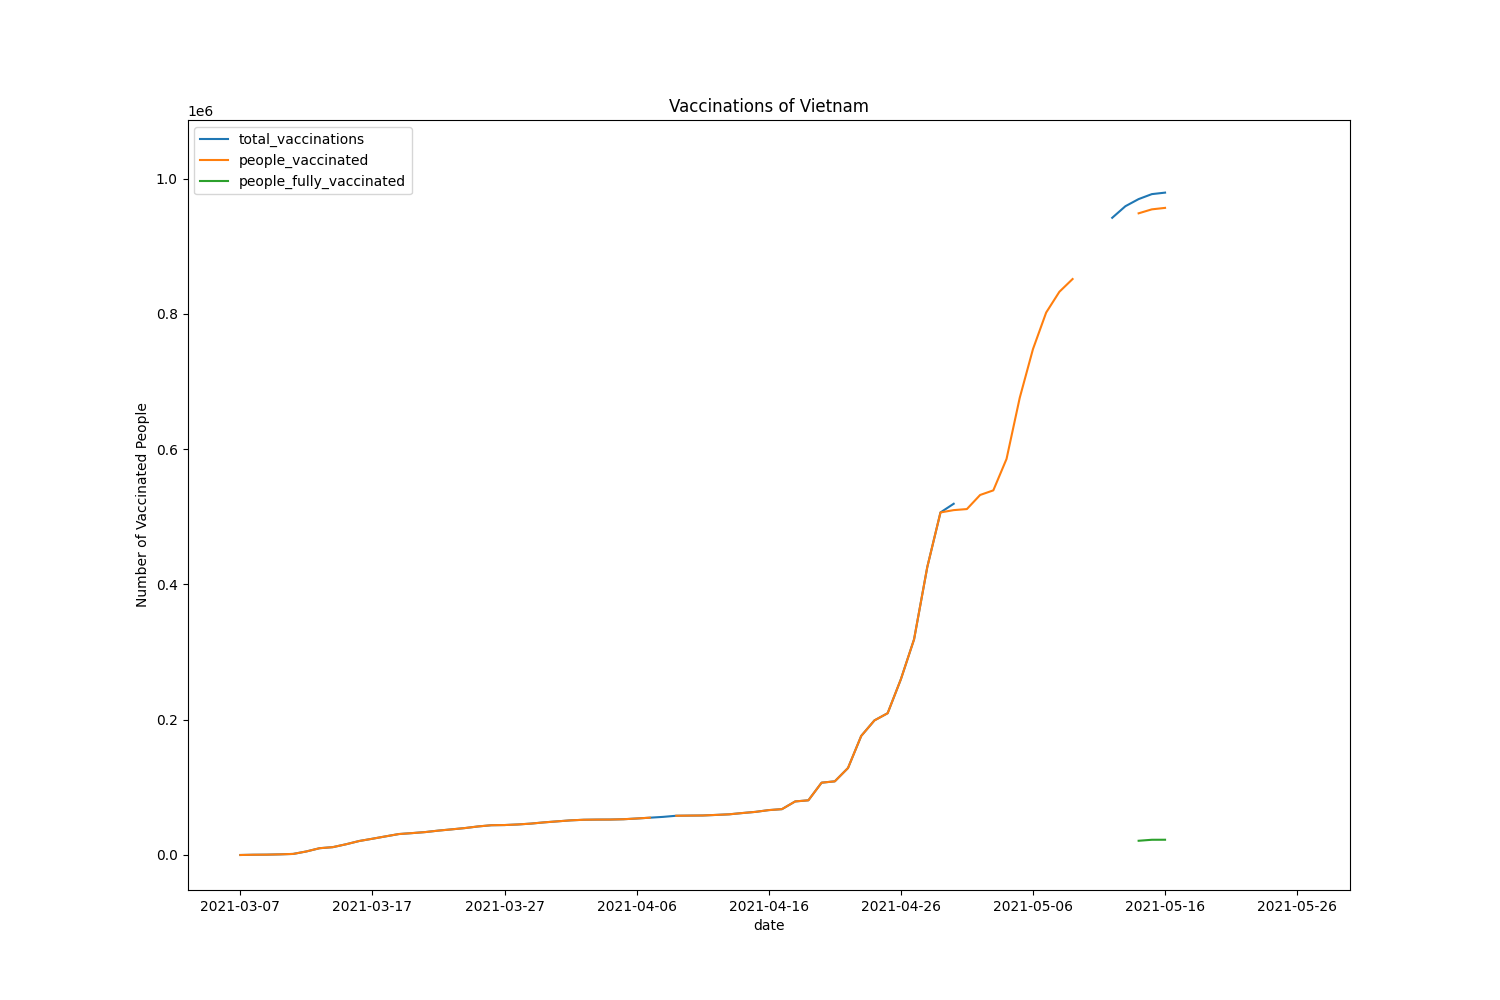 Vaccinations of Vietnam
1e6
total_vaccinations
people_vaccinated
people_fully_vaccinated
1.0
0.8
0.6
0.4
0.2
0.0
Number of Vaccinated People
2021-03-07 2021-03-17 2021-03-27 2021-04-06 2021-04-16 2021-04-26 2021-05-06 2021-05-16 2021-05-26
date